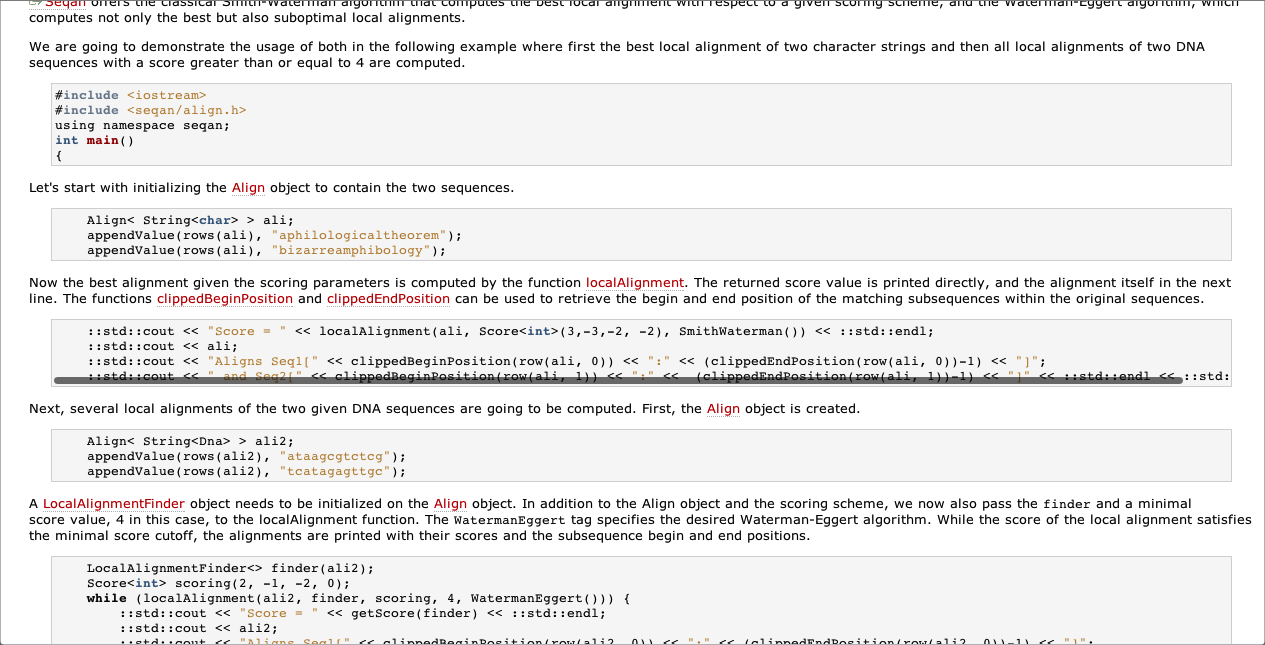 Seqan offers the classical Smith-Waterman algorithm that computes the best local alignment with respect to a given scoring scheme, and the Waterman-Eggert algorithm, which
computes not only the best but also suboptimal local alignments.
We are going to demonstrate the usage of both in the following example where first the best local alignment of two character strings and then all local alignments of two DNA
sequences with a score greater than or equal to 4 are computed.
#include <iostream>
#include <seqan/align.h>
using namespace seqan;
int main()
{
Let's start with initializing the Align object to contain the two sequences.
Align< String<char> > ali;
appendValue(rows(ali), "aphilologicaltheorem");
appendValue(rows(ali), "bizarreamphibology");
Now the best alignment given the scoring parameters is computed by the function localAlignment. The returned score value is printed directly, and the alignment itself in the next
line. The functions clippedBeginPosition and clippedEndPosition can be used to retrieve the begin and end position of the matching subsequences within the original sequences.
::std::cout << "Score = " << localAlignment(ali, Score<int>(3,-3,-2, -2), SmithWaterman()) << ::std::endl;
::std::cout << ali;
::std::cout << "Aligns Seq1[" << clippedBeginPosition(row(ali, 0)) << ":" << (clippedEndPosition(row(ali, 0))-1) << "]";
::std::cout << " and Seq2[" << clippedBeginPosition(row(ali, 1)) << ":" <<  (clippedEndPosition(row(ali, 1))-1) << "]" << ::std::endl << ::std:
Next, several local alignments of the two given DNA sequences are going to be computed. First, the Align object is created.
Align< String<Dna> > ali2;
appendValue(rows(ali2), "ataagcgtctcg");
appendValue(rows(ali2), "tcatagagttgc");
A LocalAlignmentFinder object needs to be initialized on the Align object. In addition to the Align object and the scoring scheme, we now also pass the finder and a minimal
score value, 4 in this case, to the localAlignment function. The WatermanEggert tag specifies the desired Waterman-Eggert algorithm. While the score of the local alignment satisfies
the minimal score cutoff, the alignments are printed with their scores and the subsequence begin and end positions.
LocalAlignmentFinder<> finder(ali2);
Score<int> scoring(2, -1, -2, 0);
while (localAlignment(ali2, finder, scoring, 4, WatermanEggert())) {
::std::cout << "Score = " << getScore(finder) << ::std::endl;
::std::cout << ali2;
::std::cout << "Aligns Seq1[" << clippedBeginPosition(row(ali2, 0)) << ":" << (clippedEndPosition(row(ali2, 0))-1) << "]";